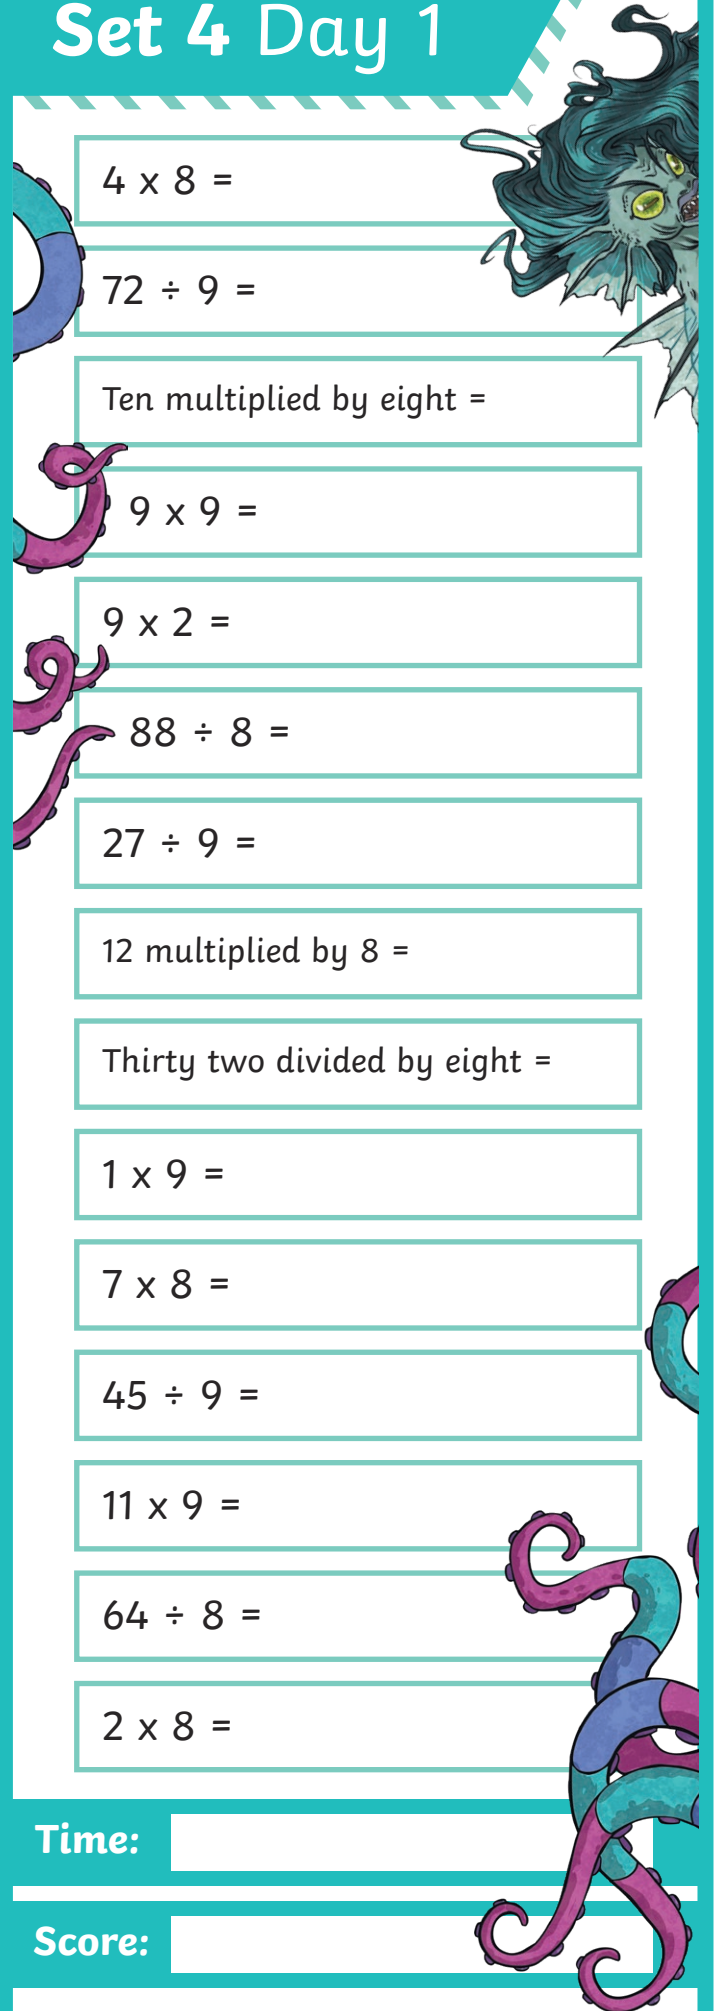 Set 4 Day 1
4 x 8 =
72 ÷ 9 =
Ten multiplied by eight =
9 x 9 =
9 x 2 =
88 ÷ 8 =
27 ÷ 9 =
12 multiplied by 8 =
Thirty two divided by eight =
1 x 9 =
7 x 8 =
45 ÷ 9 =
11 x 9 =
64 ÷ 8 =
2 x 8 =
Time:
Score: